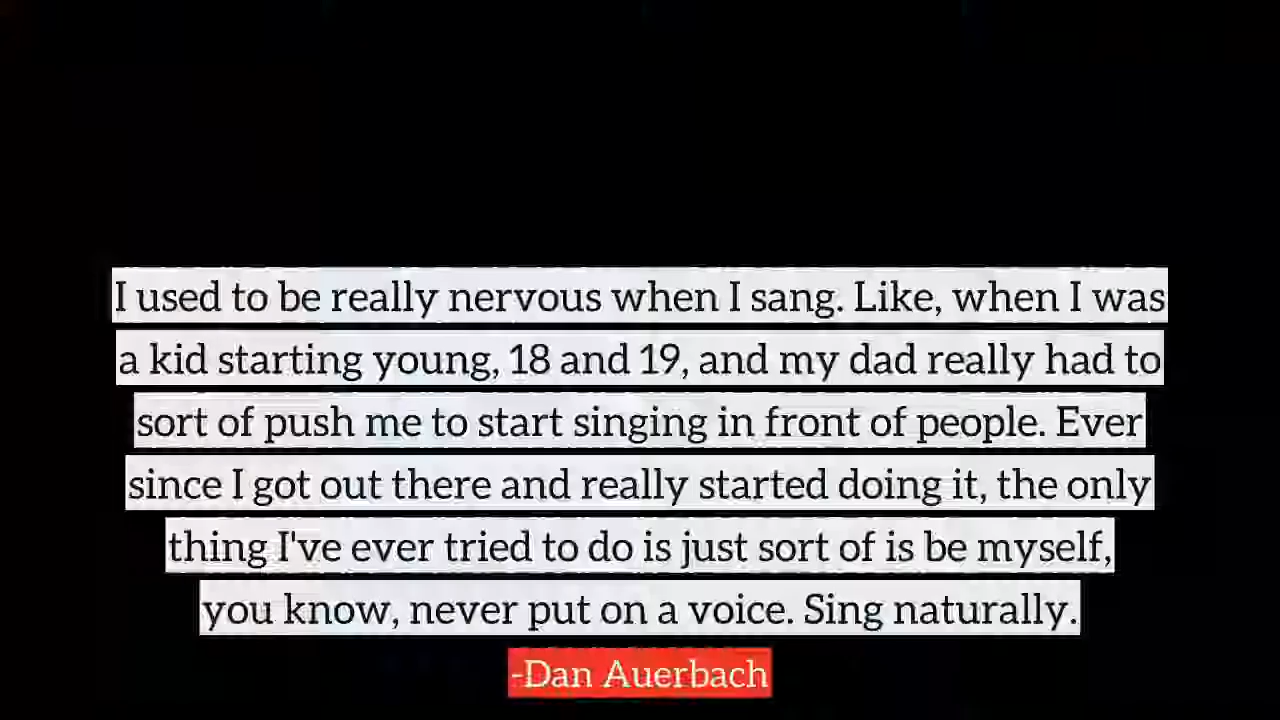 I used to be really nervous when I sang. Like, when I was
a kid starting young, 18 and 19, and my dad really had to
sort of push me to start singing in front of people. Ever
since I got out there and really started doing it, the only
thing I've ever tried to do is just sort of is be myself,
you know, never put on a voice. Sing naturally.
-Dan Auerbach